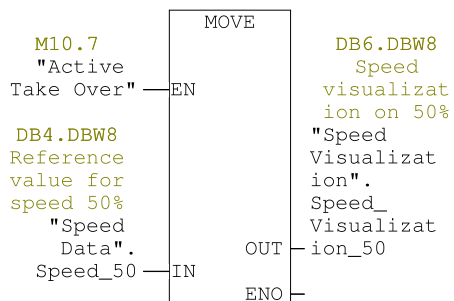 MOVE
M10.7
"Active
Take Over"
EN
DB4.DBW8
Reference
value for
speed 50%
"Speed
Data".
Speed_50
IN
DB6.DBW8
Speed
visualizat
ion on 50%
"Speed
Visualizat
ion".
Speed_
Visualizat
ion_50
OUT
ENO